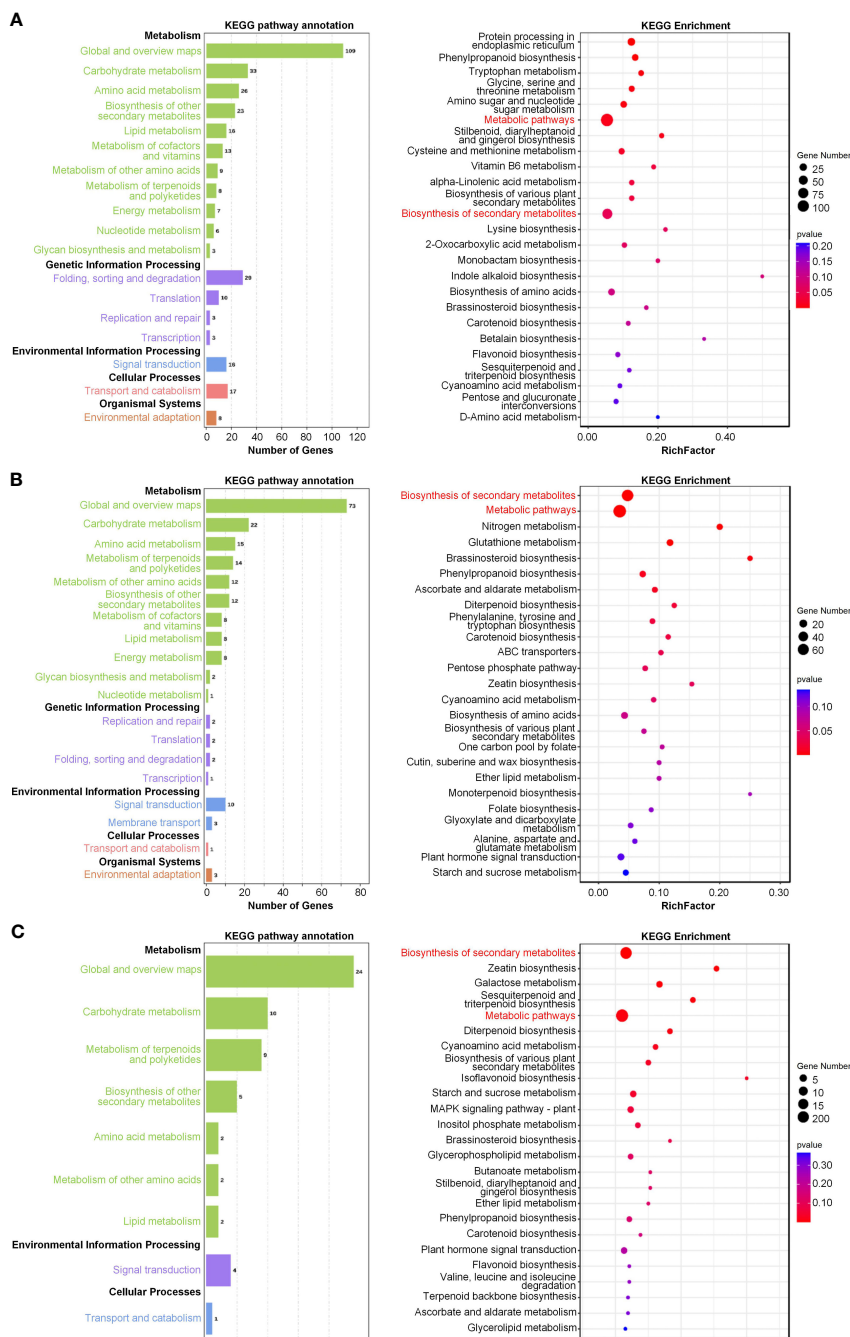 A
KEGG pathway annotation
Metabolism
Global and overview maps
109
Carbohydrate metabolism
33
Amino acid metabolism
26
Biosynthesis of other
secondary metabolites
23
Lipid metabolism
16
Metabolism of cofactors
and vitamins
13
Metabolism of other amino acids
9
Metabolism of terpenoids
and polyketides
8
Energy metabolism
7
Nucleotide metabolism
6
Glycan biosynthesis and metabolism
3
Genetic Information Processing
Folding, sorting and degradation
29
Translation
10
Replication and repair
3
Transcription
3
Environmental Information Processing
Signal transduction
16
Cellular Processes
Transport and catabolism
17
Organismal Systems
Environmental adaptation
8
0 20 40 60 80 100 120
Number of Genes
KEGG Enrichment
Protein processing in
endoplasmic reticulum
Phenylpropanoid biosynthesis
Tryptophan metabolism
Glycine, serine and
threonine metabolism
Amino sugar and nucleotide
sugar metabolism
Metabolic pathways
Stilbenoid, diarylheptanoid
and gingerol biosynthesis
Cysteine and methionine metabolism
Vitamin B6 metabolism
alpha-Linolenic acid metabolism
Biosynthesis of various plant
secondary metabolites
Biosynthesis of secondary metabolites
Lysine biosynthesis
2-Oxocarboxylic acid metabolism
Monobactam biosynthesis
Indole alkaloid biosynthesis
Biosynthesis of amino acids
Brassinosteroid biosynthesis
Carotenoid biosynthesis
Betalain biosynthesis
Flavonoid biosynthesis
Sesquiterpenoid and
triterpenoid biosynthesis
Cyanoamino acid metabolism
Pentose and glucuronate
interconversions
D-Amino acid metabolism
0.00 0.20 0.40
RichFactor
Gene Number
25
50
75
100
pvalue
0.20
0.15
0.10
0.05
B
KEGG pathway annotation
Metabolism
Global and overview maps
73
Carbohydrate metabolism
22
Amino acid metabolism
15
Metabolism of terpenoids
and polyketides
14
Metabolism of other amino acids
12
Biosynthesis of other
secondary metabolites
12
Metabolism of cofactors
and vitamins
8
Lipid metabolism
8
Energy metabolism
8
Glycan biosynthesis and metabolism
2
Nucleotide metabolism
1
Genetic Information Processing
Replication and repair
2
Translation
2
Folding, sorting and degradation
2
Transcription
1
Environmental Information Processing
Signal transduction
10
Membrane transport
3
Cellular Processes
Transport and catabolism
1
Organismal Systems
Environmental adaptation
3
0 20 40 60 80
Number of Genes
KEGG Enrichment
Biosynthesis of secondary metabolites
Metabolic pathways
Nitrogen metabolism
Glutathione metabolism
Brassinosteroid biosynthesis
Phenylpropanoid biosynthesis
Ascorbate and aldarate metabolism
Diterpenoid biosynthesis
Phenylalanine, tyrosine and
tryptophan biosynthesis
Carotenoid biosynthesis
ABC transporters
Pentose phosphate pathway
Zeatin biosynthesis
Cyanoamino acid metabolism
Biosynthesis of amino acids
Biosynthesis of various plant
secondary metabolites
One carbon pool by folate
Cutin, suberine and wax biosynthesis
Ether lipid metabolism
Monoterpenoid biosynthesis
Folate biosynthesis
Glyoxylate and dicarboxylate
metabolism
Alanine, aspartate and
glutamate metabolism
Plant hormone signal transduction
Starch and sucrose metabolism
0.00 0.10 0.20 0.30
RichFactor
Gene Number
20
40
60
pvalue
0.10
0.05
C
KEGG pathway annotation
Metabolism
Global and overview maps
24
Carbohydrate metabolism
10
Metabolism of terpenoids
and polyketides
9
Biosynthesis of other
secondary metabolites
5
Amino acid metabolism
2
Metabolism of other amino acids
2
Lipid metabolism
2
Environmental Information Processing
Signal transduction
4
Cellular Processes
Transport and catabolism
1
KEGG Enrichment
Biosynthesis of secondary metabolites
Zeatin biosynthesis
Galactose metabolism
Sesquiterpenoid and
triterpenoid biosynthesis
Metabolic pathways
Diterpenoid biosynthesis
Cyanoamino acid metabolism
Biosynthesis of various plant
secondary metabolites
Isoflavonoid biosynthesis
Starch and sucrose metabolism
MAPK signaling pathway - plant
Inositol phosphate metabolism
Brassinosteroid biosynthesis
Glycerophospholipid metabolism
Butanoate metabolism
Stilbenoid, diarylheptanoid and
gingerol biosynthesis
Ether lipid metabolism
Phenylpropanoid biosynthesis
Carotenoid biosynthesis
Plant hormone signal transduction
Flavonoid biosynthesis
Valine, leucine and isoleucine
degradation
Terpenoid backbone biosynthesis
Ascorbate and aldarate metabolism
Glycerolipid metabolism
Gene Number
5
10
15
200
pvalue
0.30
0.20
0.10